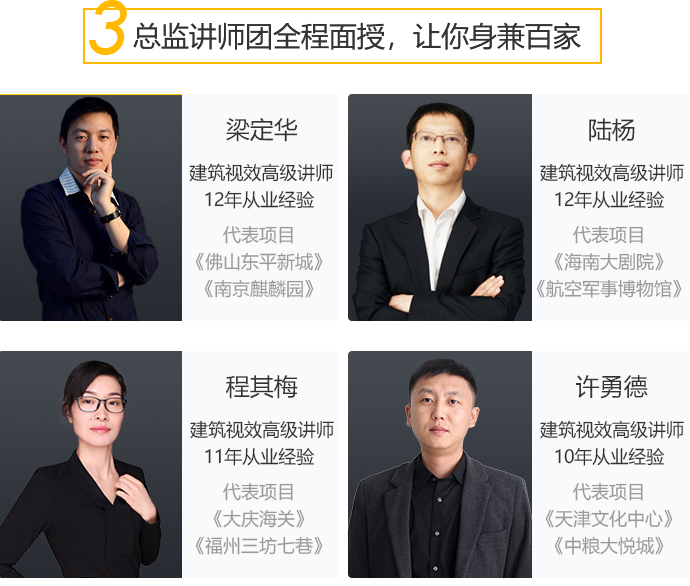 3 总监讲师团全程面授，让你身兼百家
梁定华
建筑视效高级讲师
12年从业经验
代表项目
《佛山东平新城》
《南京麒麟园》
陆杨
建筑视效高级讲师
12年从业经验
代表项目
《海南大剧院》
《航空军事博物馆》
程其梅
建筑视效高级讲师
11年从业经验
代表项目
《大庆海关》
《福州三坊七巷》
许勇德
建筑视效高级讲师
10年从业经验
代表项目
《天津文化中心》
《中粮大悦城》